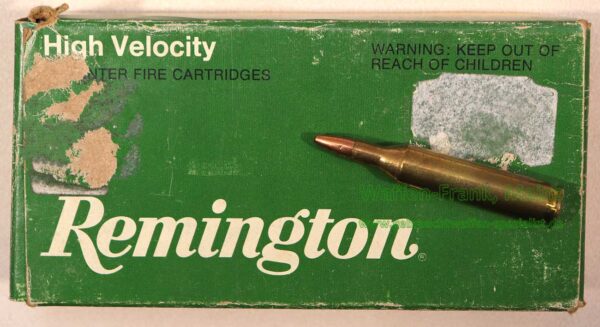 High Velocity
NTER FIRE CARTRIDGES
WARNING: KEEP OUT OF
REACH OF CHILDREN
Remington®